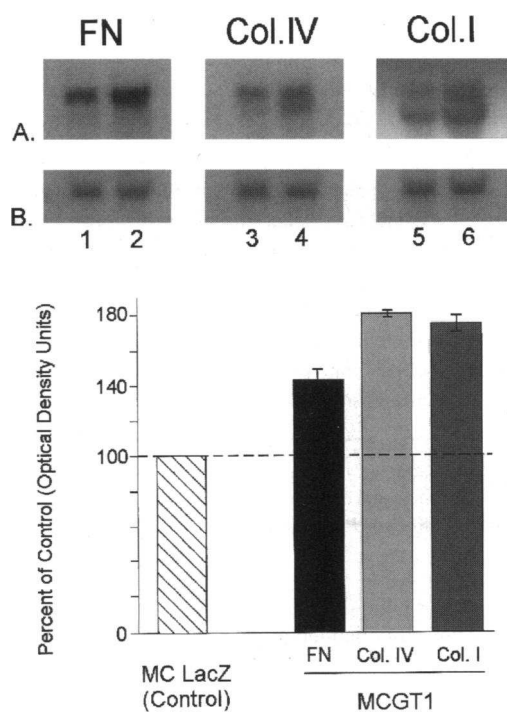 FN Col.IV Col.I
A.
B.
1 2 3 4 5 6
Percent of Control (Optical Density Units)
180
140
100
0
FN Col. IV Col. I
MC LacZ
(Control)
MCGT1